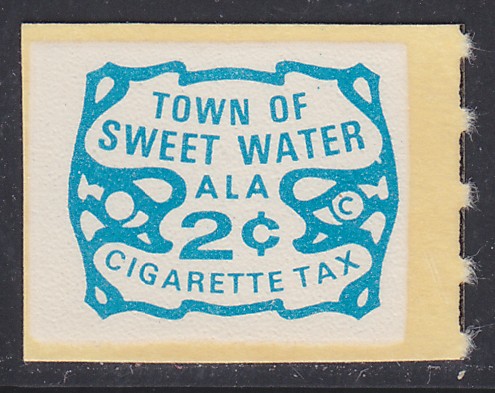 TOWN OF
SWEET WATER
ALA
C
2¢
CIGARETTE TAX